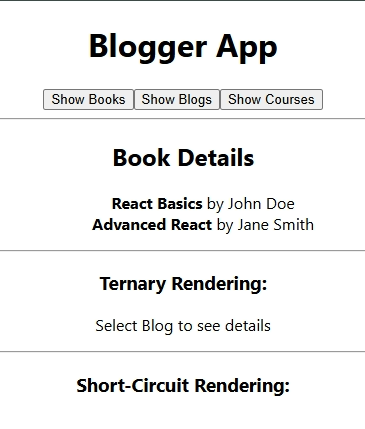 Blogger App
Show Books Show Blogs Show Courses
Book Details
React Basics by John Doe
Advanced React by Jane Smith
Ternary Rendering:
Select Blog to see details
Short-Circuit Rendering: